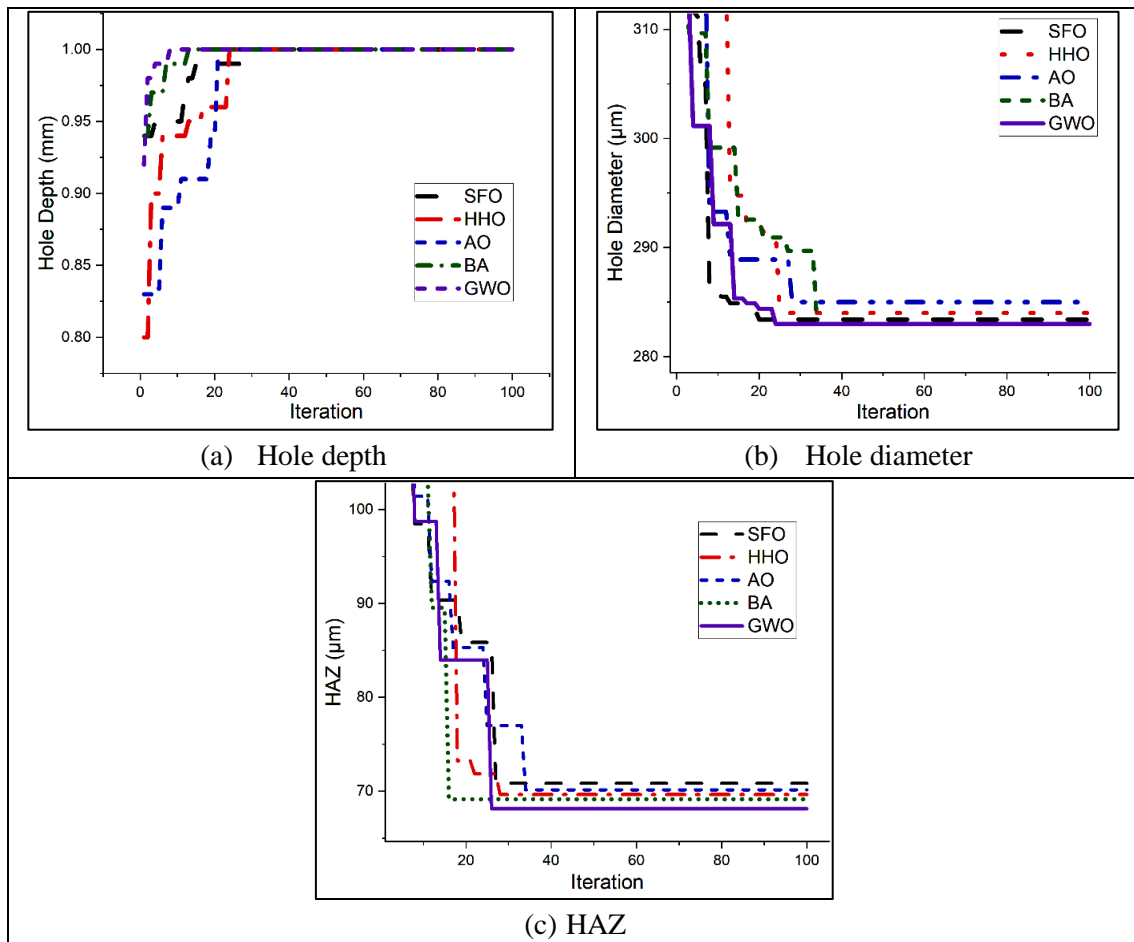 1.00
0.95
0.90
0.85
0.80
Hole Depth (mm)
SFO
HHO
AO
BA
GWO
0 20 40 60 80 100
Iteration
(a) Hole depth
310
300
290
280
Hole Diameter (μm)
SFO
HHO
AO
BA
GWO
0 20 40 60 80 100
Iteration
(b) Hole diameter
100
90
80
70
HAZ (μm)
SFO
HHO
AO
BA
GWO
20 40 60 80 100
Iteration
(c) HAZ